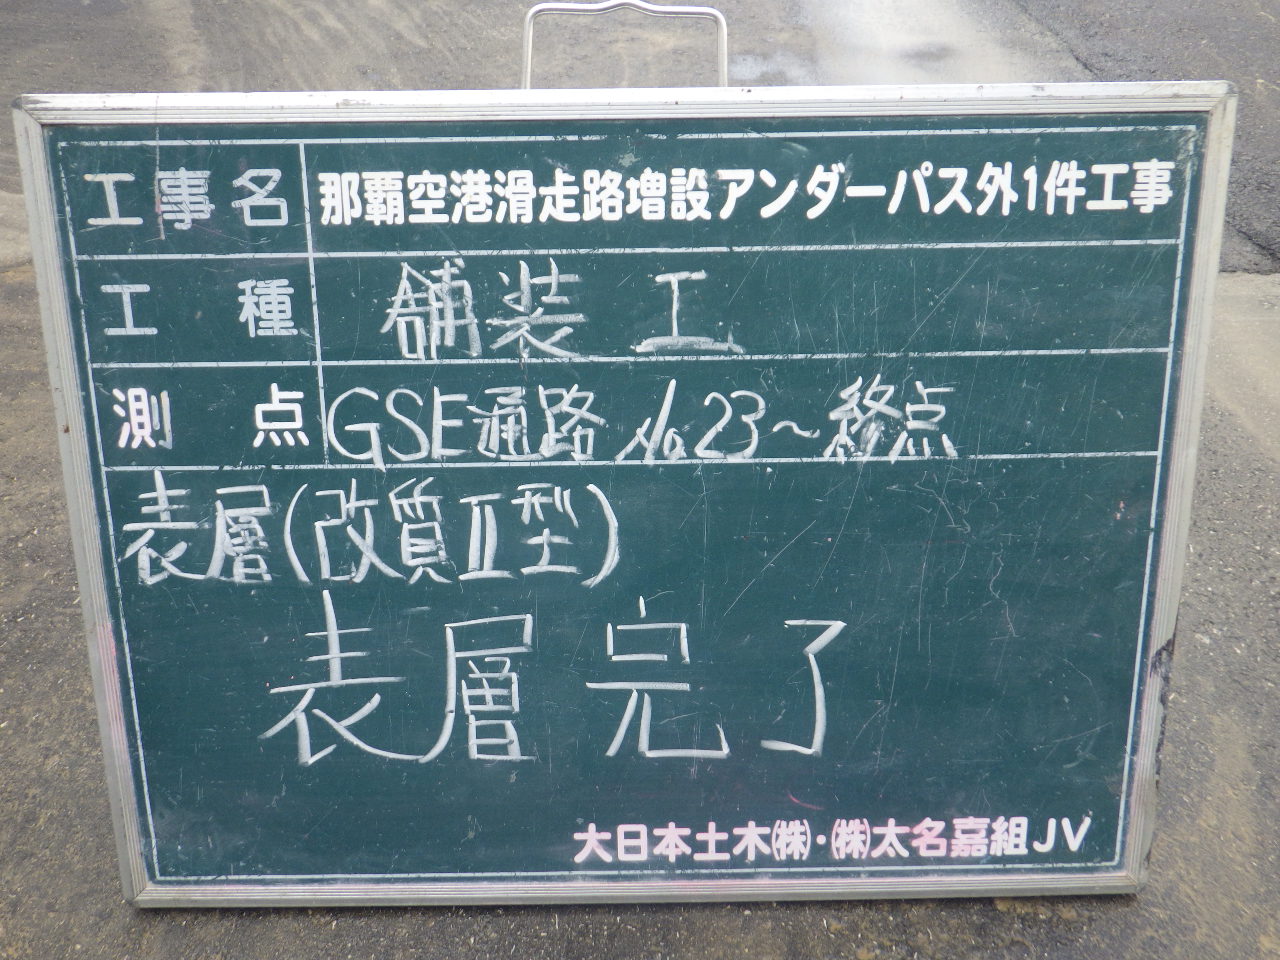 工事名 那覇空港滑走路増設アンダーパス外1件工事
工種 舗装工
測点 GSE通路 No.23～終点
表層(改質Ⅱ型)
表層完了
大日本土木㈱・㈱太名嘉組JV